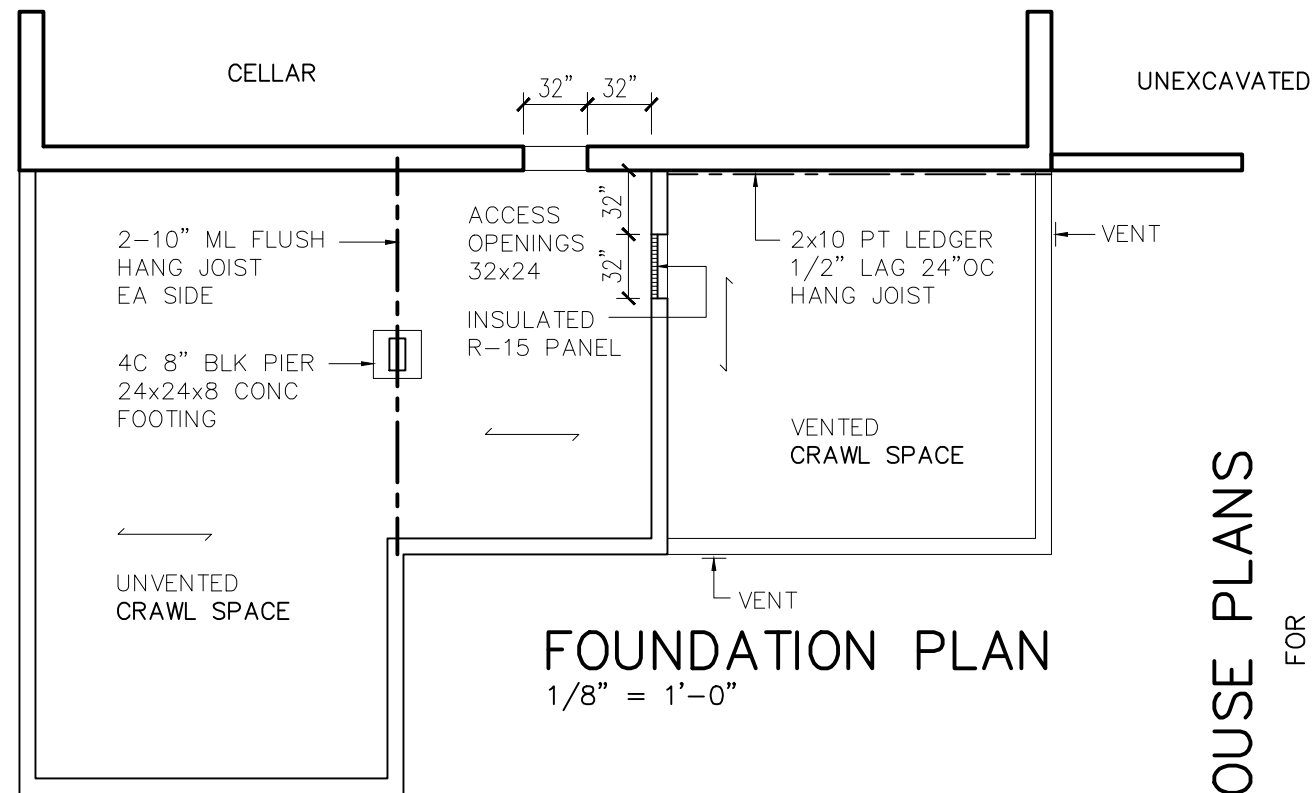 CELLAR
32” 32”
UNEXCAVATED
2–10” ML FLUSH
HANG JOIST
EA SIDE
4C 8” BLK PIER
24x24x8 CONC
FOOTING
ACCESS
OPENINGS
32x24
32”
32”
INSULATED
R–15 PANEL
2x10 PT LEDGER
1/2” LAG 24”OC
HANG JOIST
VENT
VENTED
CRAWL SPACE
UNVENTED
CRAWL SPACE
VENT
FOUNDATION PLAN
1/8” = 1’–0”
OUSE PLANS
FOR